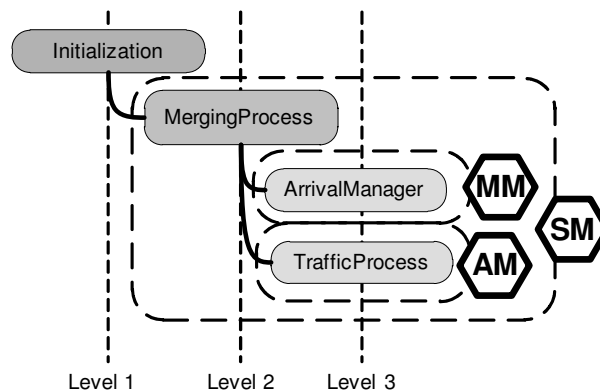 Initialization
MergingProcess
ArrivalManager
MM
SM
TrafficProcess
AM
Level 1
Level 2
Level 3